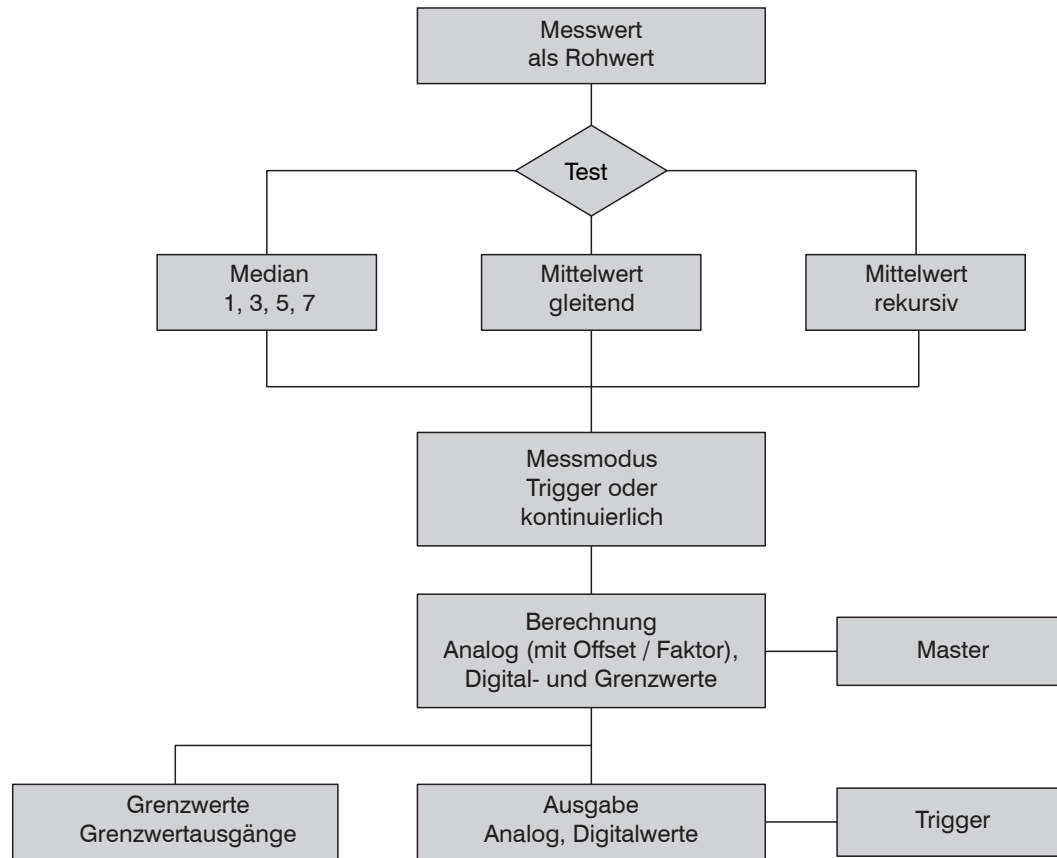 Messwert
als Rohwert
Test
Median
1, 3, 5, 7
Mittelwert
gleitend
Mittelwert
rekursiv
Messmodus
Trigger oder
kontinuierlich
Berechnung
Analog (mit Offset / Faktor),
Digital- und Grenzwerte
Master
Grenzwerte
Grenzwertausgänge
Ausgabe
Analog, Digitalwerte
Trigger